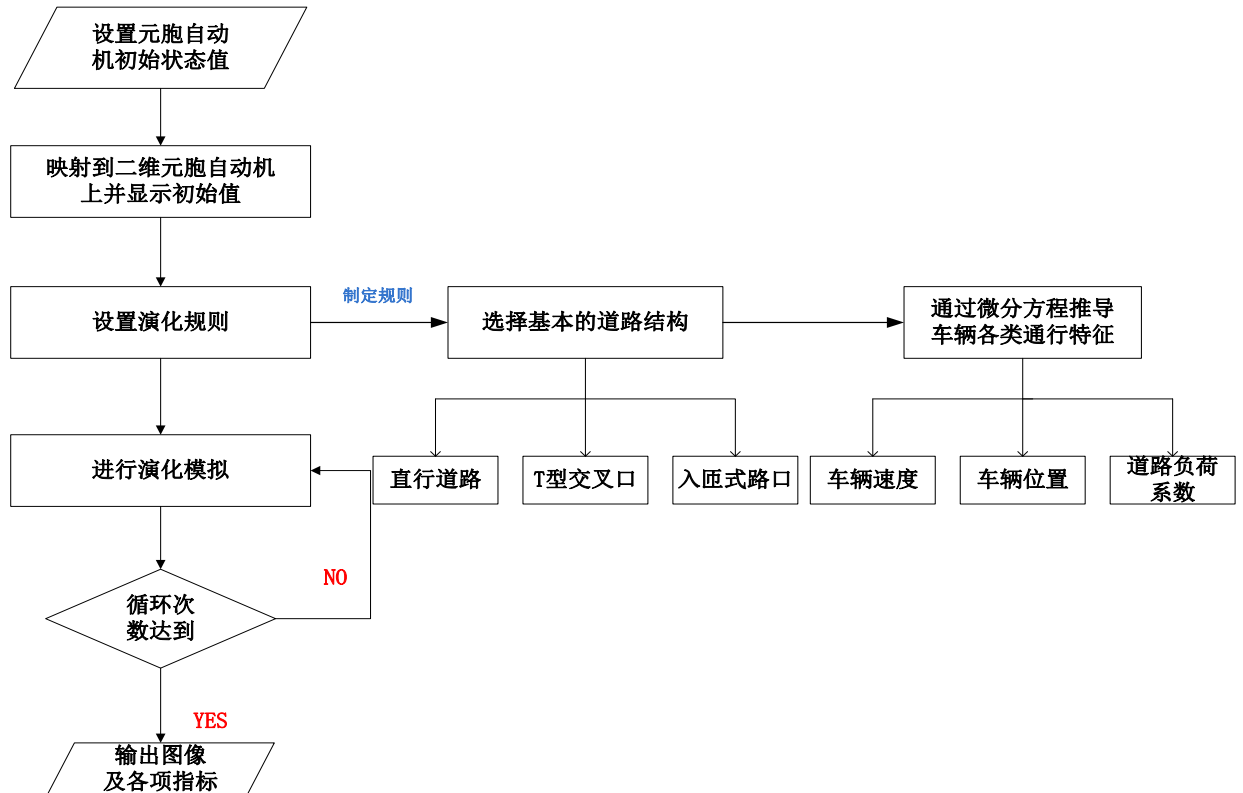 设置元胞自动
机初始状态值
映射到二维元胞自动机
上并显示初始值
设置演化规则
制定规则
选择基本的道路结构
通过微分方程推导
车辆各类通行特征
进行演化模拟
直行道路
T型交叉口
入匝式路口
车辆速度
车辆位置
道路负荷
系数
循环次
数达到
NO
YES
输出图像
及各项指标